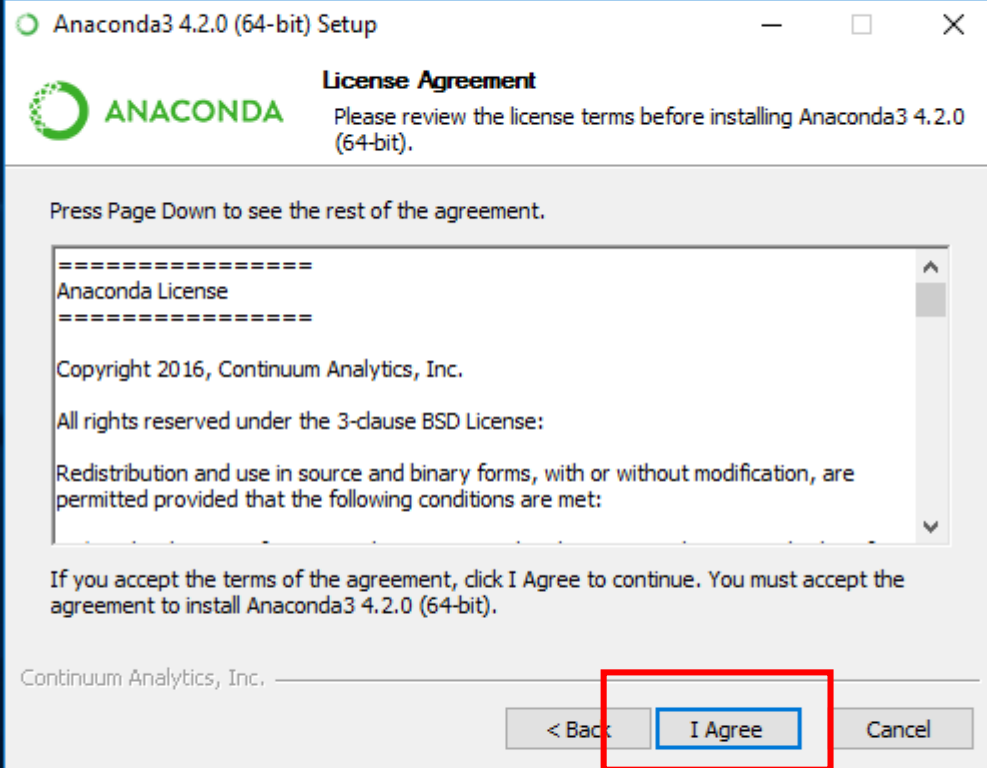 Anaconda3 4.2.0 (64-bit) Setup
ANACONDA
License Agreement
Please review the license terms before installing Anaconda3 4.2.0
(64-bit).
Press Page Down to see the rest of the agreement.
================
Anaconda License
================
Copyright 2016, Continuum Analytics, Inc.
All rights reserved under the 3-clause BSD License:
Redistribution and use in source and binary forms, with or without modification, are
permitted provided that the following conditions are met:
If you accept the terms of the agreement, click I Agree to continue. You must accept the
agreement to install Anaconda3 4.2.0 (64-bit).
Continuum Analytics, Inc.
< Back
I Agree
Cancel